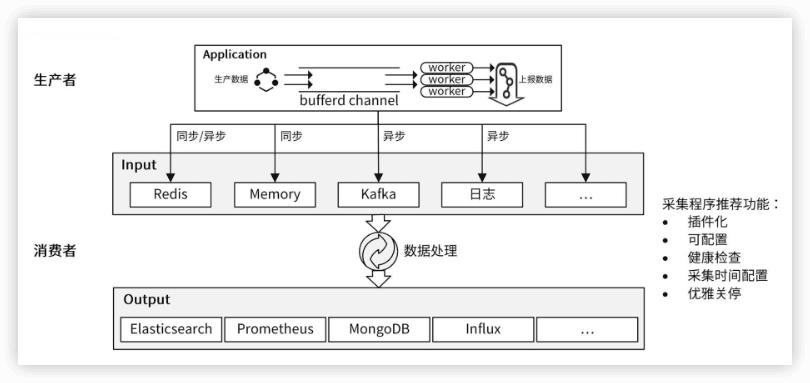 Application
生产者
生产数据
worker
worker
worker
上报数据
bufferd channel
同步/异步
同步
异步
异步
Input
Redis
Memory
Kafka
日志
...
消费者
数据处理
采集程序推荐功能：
• 插件化
• 可配置
• 健康检查
• 采集时间配置
• 优雅关停
Output
Elasticsearch
Prometheus
MongoDB
Influx
...